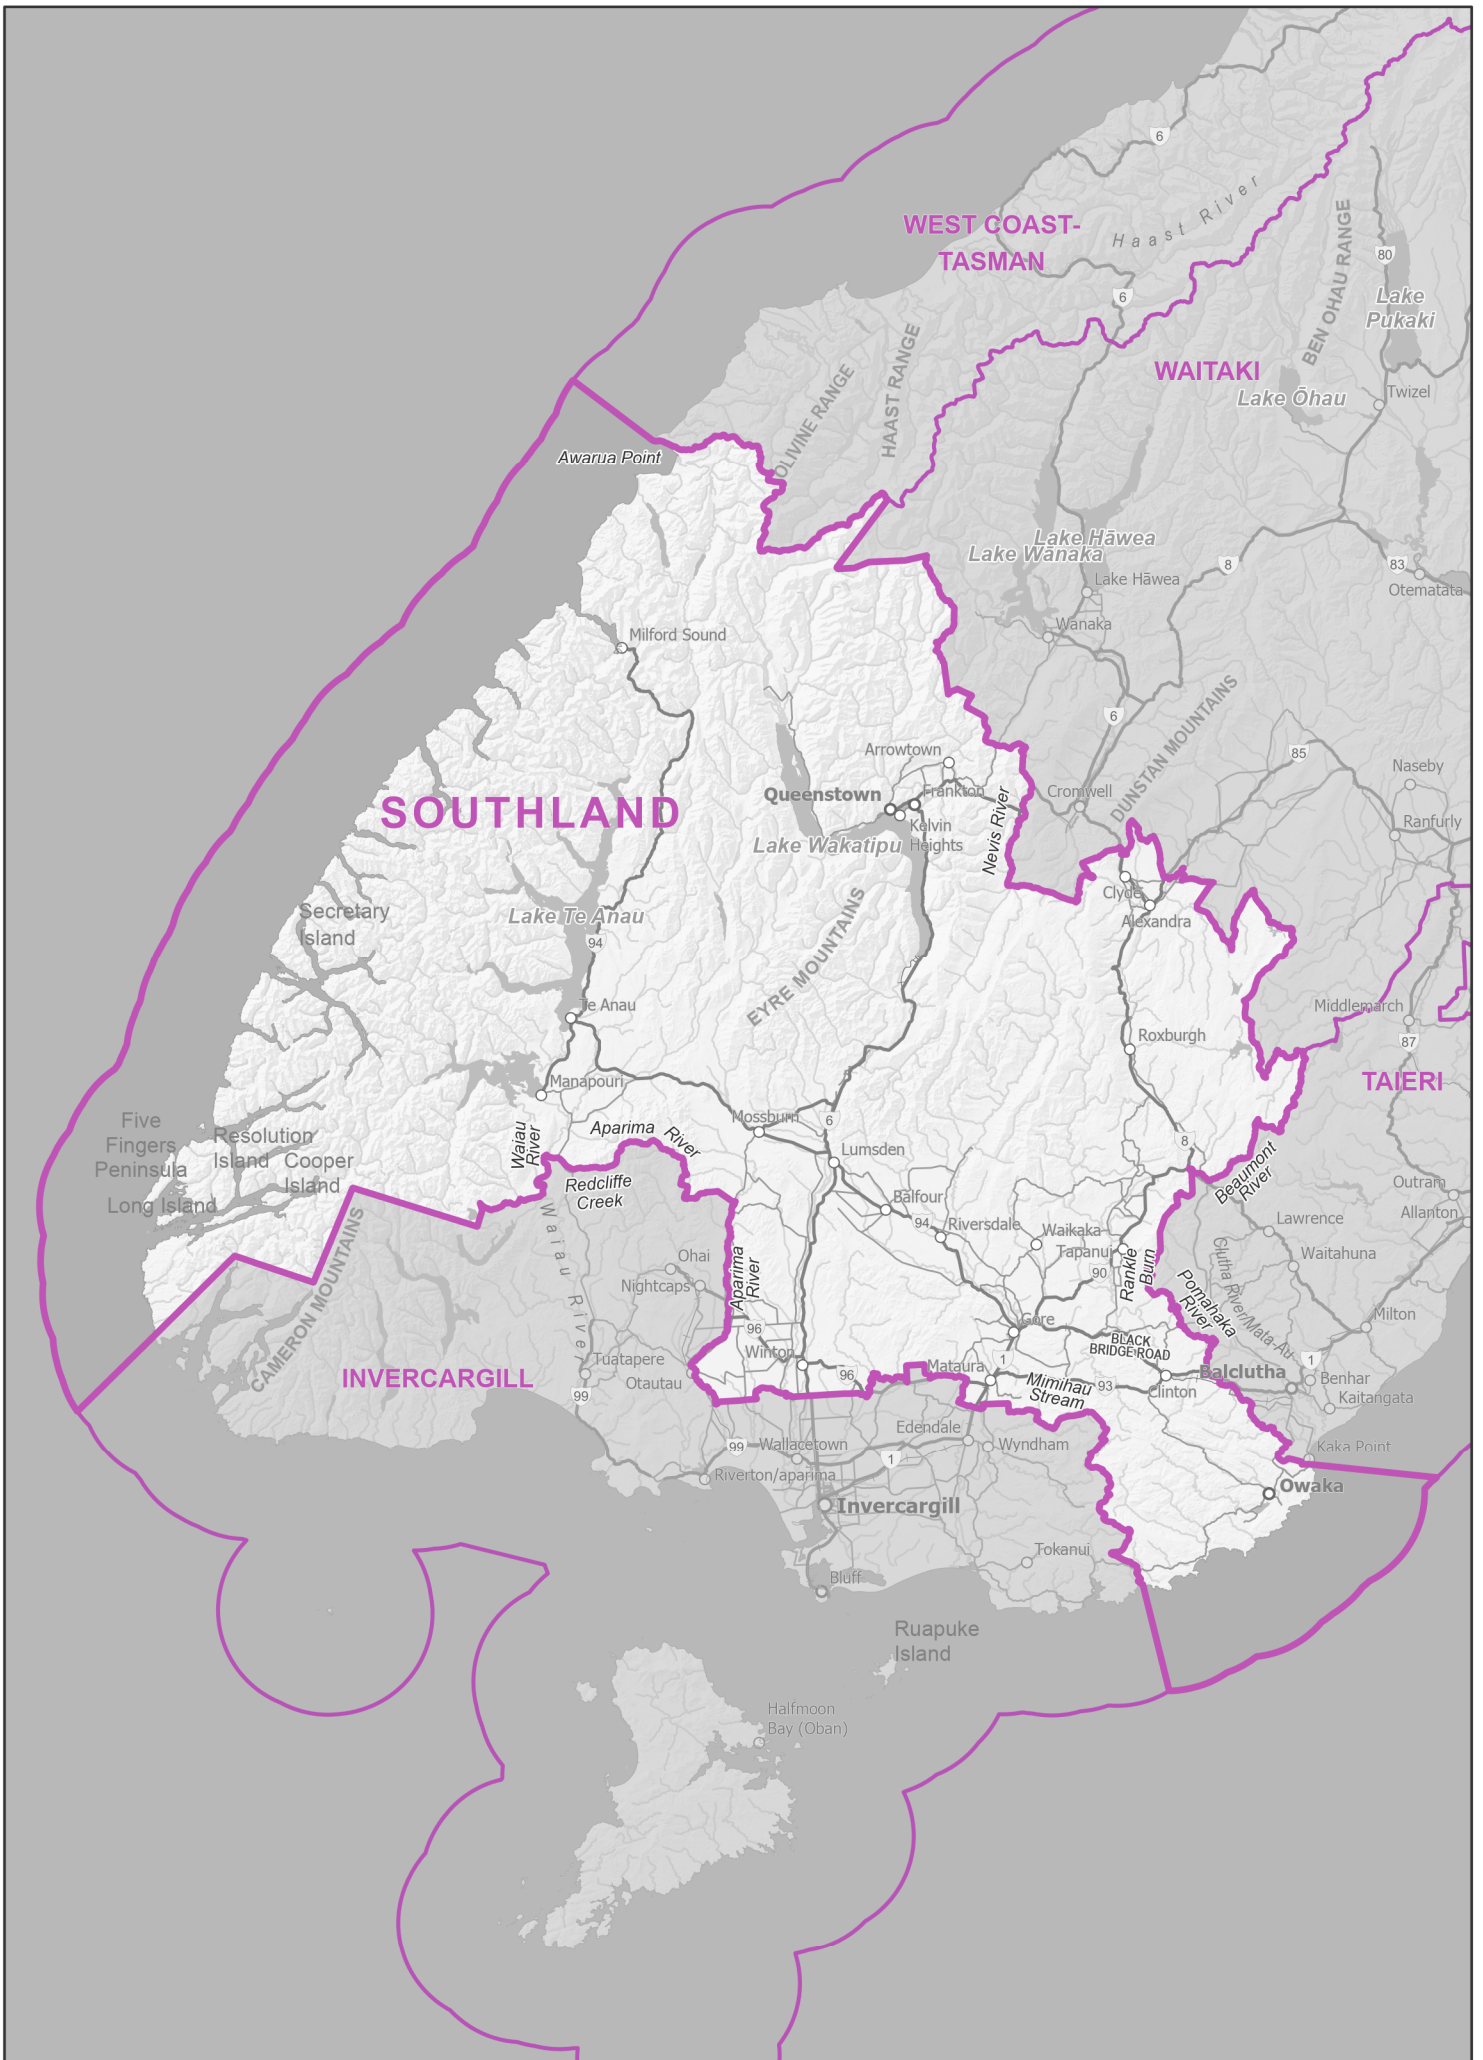 6
Haast River
WEST COAST-
TASMAN
BEN OHAU RANGE
80
6
Lake
Pukaki
HAAST RANGE
OLIVINE RANGE
WAITAKI
Lake Ōhau
Twizel
Awarua Point
Lake Hāwea
Lake Wānaka
8
83
Lake Hāwea
Otematata
Wānaka
Milford Sound
DUNSTAN MOUNTAINS
6
Arrowtown
85
Naseby
SOUTHLAND
Queenstown
Frankton
Cromwell
Nevis River
Kelvin
Heights
Ranfurly
Lake Wakatipu
Clyde
Secretary
Island
Lake Te Anau
EYRE MOUNTAINS
Alexandra
94
Te Anau
Middlemarch
Roxburgh
87
Manapouri
TAIERI
Five
Fingers
Peninsula
Mossburn
6
Aparima River
Waiau
River
Resolution
Island
Lumsden
8
Cooper
Island
Beaumont
River
Redcliffe
Creek
Outram
Long Island
Balfour
Allanton
94
Riversdale
Waikaka
Lawrence
CAMERON MOUNTAINS
Waiau River
Tapanui
Waitahuna
Ohai
Aparima
River
Rankle
Burn
Clutha River/Mata-Au
Nightcaps
90
Pomahaka
River
Milton
Gore
96
BLACK
BRIDGE ROAD
Winton
Tuatapere
1
1
Mataura
INVERCARGILL
Otautau
96
Mimihau
Stream
93
Clinton
Balclutha
Benhar
99
Kaitangata
Edendale
99
Wallacetown
Wyndham
Kaka Point
1
Riverton/aparima
Owaka
Invercargill
Tokanui
Bluff
Ruapuke
Island
Halfmoon
Bay (Oban)